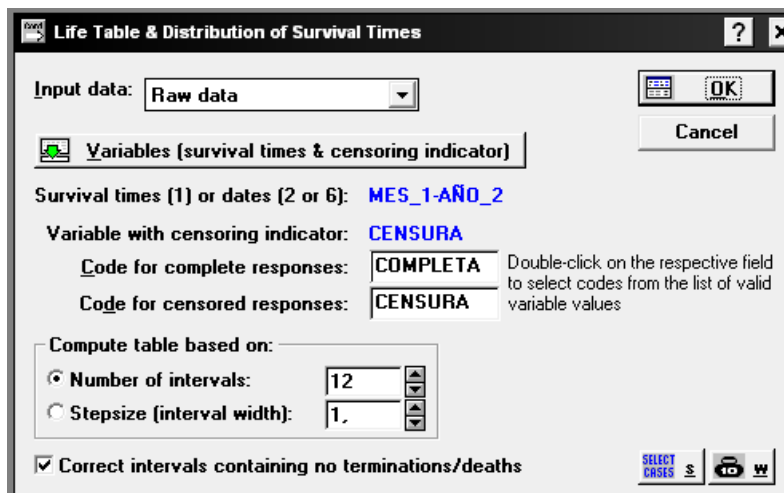 Life Table & Distribution of Survival Times
?
Input data: Raw data
OK
Cancel
Variables (survival times & censoring indicator)
Survival times (1) or dates (2 or 6): MES_1-AÑO_2
Variable with censoring indicator: CENSURA
Code for complete responses: COMPLETA
Code for censored responses: CENSURA
Double-click on the respective field
to select codes from the list of valid
variable values
Compute table based on:
Number of intervals: 12
Stepsize (interval width): 1,
Correct intervals containing no terminations/deaths
SELECT
CASES S
W